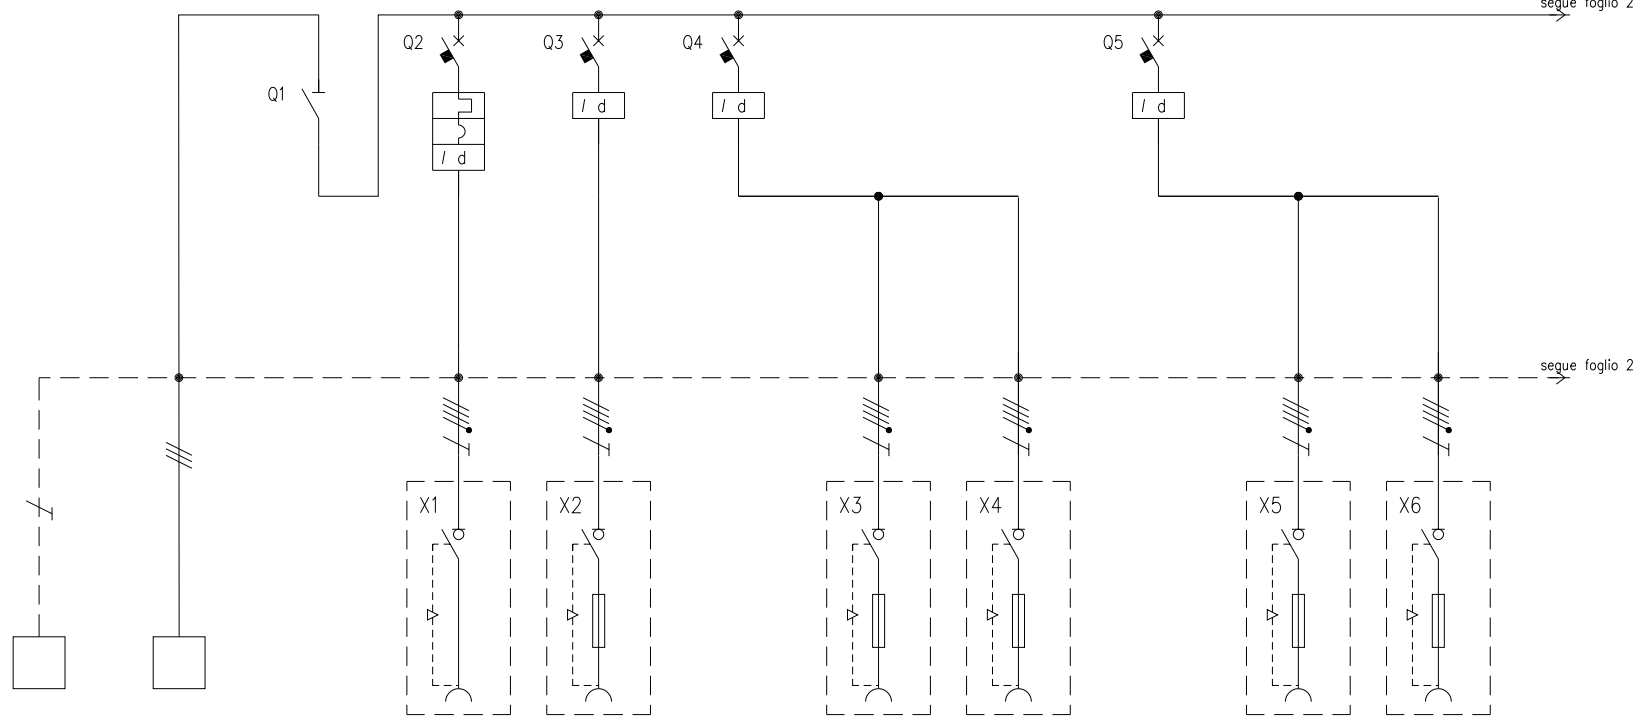 segue foglio 2
Q2
Q3
Q4
Q5
Q1
I d
I d
I d
I d
segue foglio 2
X1
X2
X3
X4
X5
X6